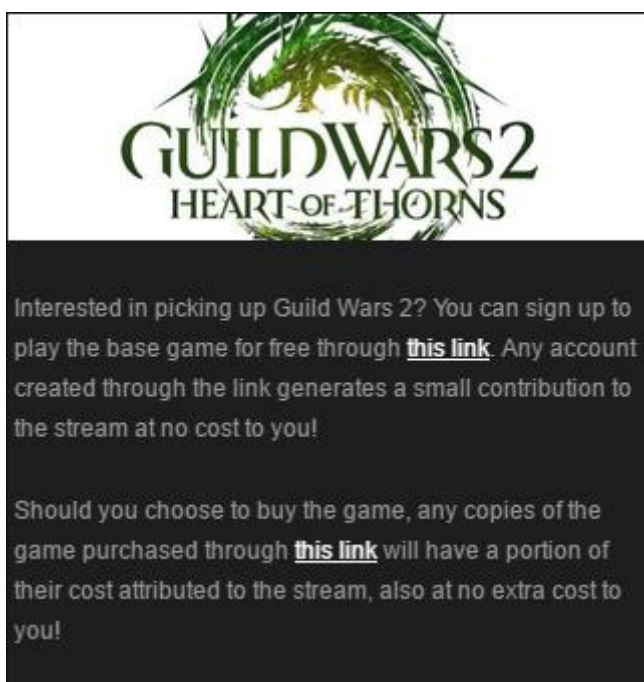 GUILD WARS 2
HEART OF THORNS
Interested in picking up Guild Wars 2? You can sign up to
play the base game for free through this link. Any account
created through the link generates a small contribution to
the stream at no cost to you!
Should you choose to buy the game, any copies of the
game purchased through this link will have a portion of
their cost attributed to the stream, also at no extra cost to
you!